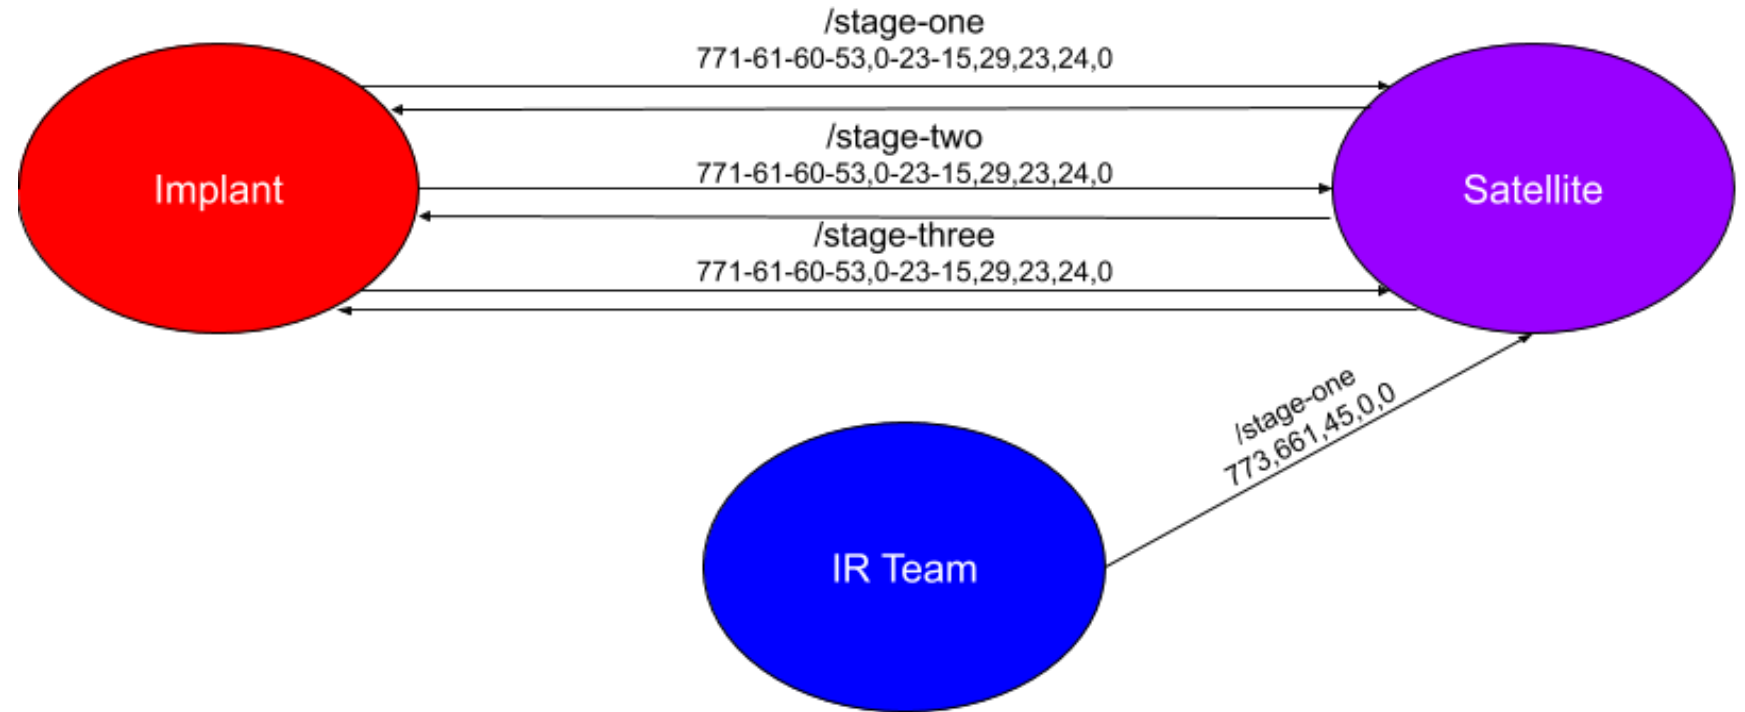 /stage-one
771-61-60-53,0-23-15,29,23,24,0
/stage-two
771-61-60-53,0-23-15,29,23,24,0
Implant
Satellite
/stage-three
771-61-60-53,0-23-15,29,23,24,0
/stage-one
773,661,45,0,0
IR Team